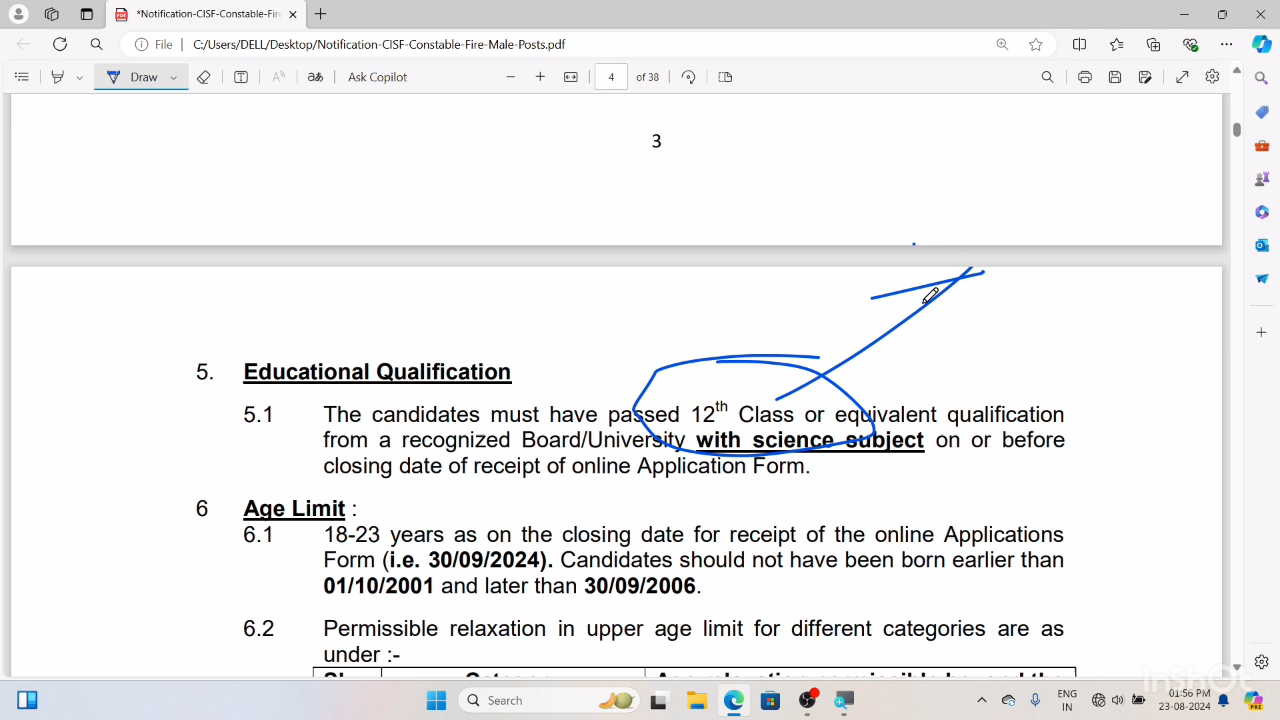 *Notification-CISF-Constable-Fire
File
C:/Users/DELL/Desktop/Notification-CISF-Constable-Fire-Male-Posts.pdf
Draw
Ask Copilot
4
of 38
3
5. Educational Qualification
5.1 The candidates must have passed 12th Class or equivalent qualification
from a recognized Board/University with science subject on or before
closing date of receipt of online Application Form.
6 Age Limit :
6.1 18-23 years as on the closing date for receipt of the online Applications
Form (i.e. 30/09/2024). Candidates should not have been born earlier than
01/10/2001 and later than 30/09/2006.
6.2 Permissible relaxation in upper age limit for different categories are as
under :-
InShOt
Search
ENG
IN
01:56 PM
23-08-2024